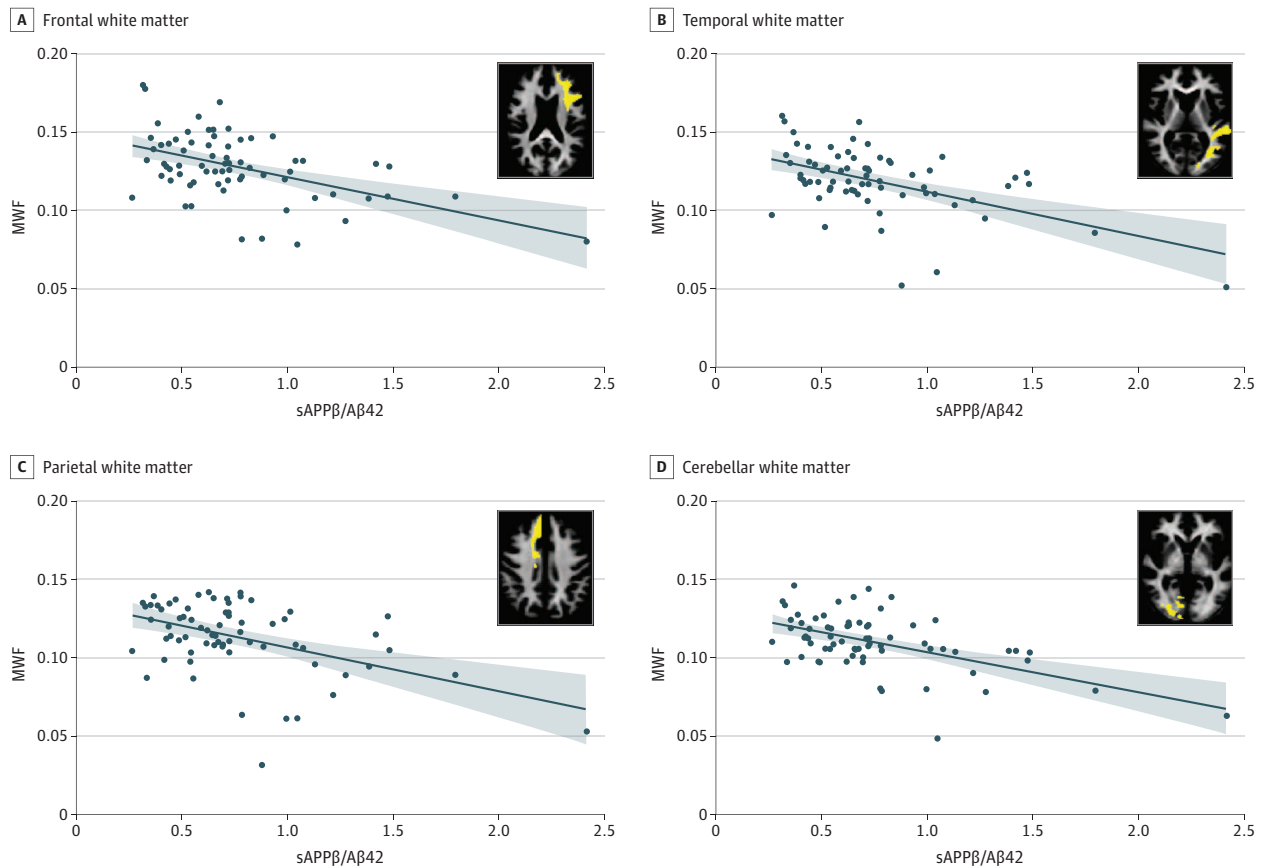 A Frontal white matter
0.20
0.15
0.10
0.05
0
MWF
0 0.5 1.0 1.5 2.0 2.5
sAPPβ/Aβ42
B Temporal white matter
0.20
0.15
0.10
0.05
0
MWF
0 0.5 1.0 1.5 2.0 2.5
sAPPβ/Aβ42
C Parietal white matter
0.20
0.15
0.10
0.05
0
MWF
0 0.5 1.0 1.5 2.0 2.5
sAPPβ/Aβ42
D Cerebellar white matter
0.20
0.15
0.10
0.05
0
MWF
0 0.5 1.0 1.5 2.0 2.5
sAPPβ/Aβ42